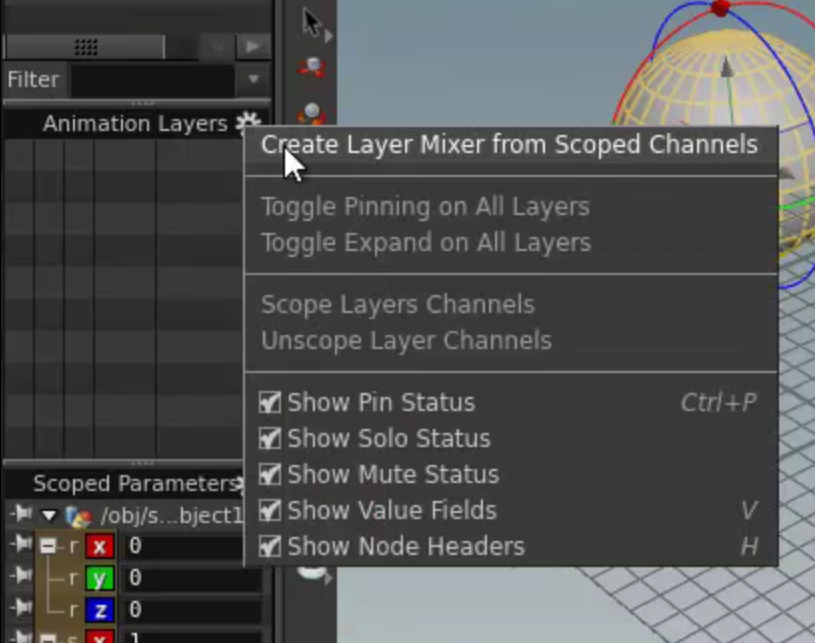 Filter
Animation Layers
Create Layer Mixer from Scoped Channels
Toggle Pinning on All Layers
Toggle Expand on All Layers
Scope Layers Channels
Unscope Layer Channels
Show Pin Status Ctrl+P
Show Solo Status
Show Mute Status
Show Value Fields V
Show Node Headers H
Scoped Parameters
/obj/s...bject1
r x 0
r y 0
r z 0
s x 1